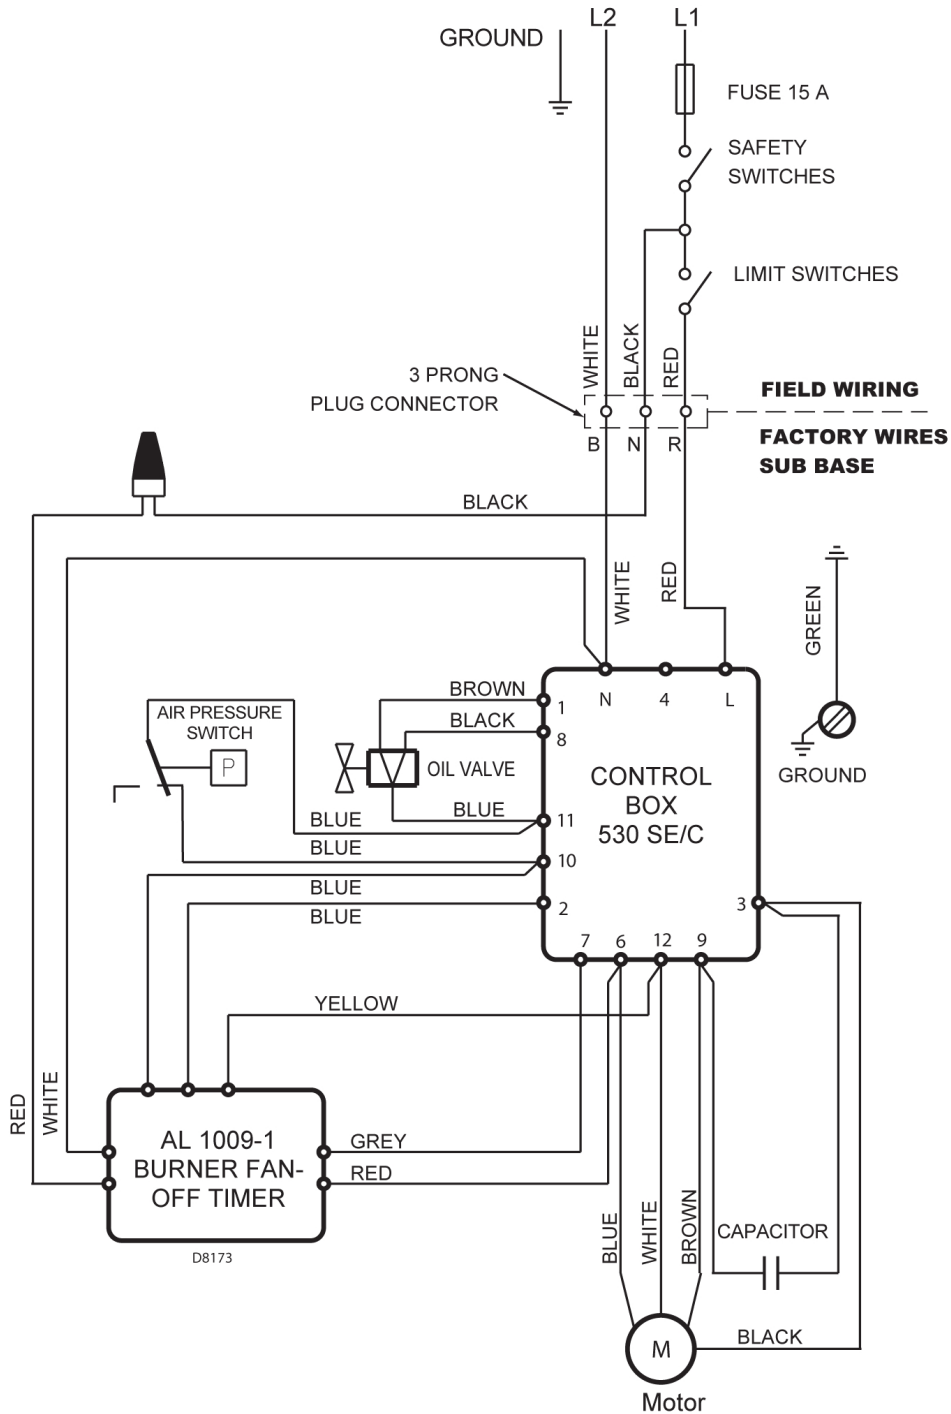 L2
L1
GROUND
FUSE 15 A
SAFETY
SWITCHES
LIMIT SWITCHES
WHITE
BLACK
RED
3 PRONG
PLUG CONNECTOR
FIELD WIRING
B
N
R
FACTORY WIRES
SUB BASE
BLACK
WHITE
RED
GREEN
BROWN
N
4
L
1
AIR PRESSURE
SWITCH
BLACK
8
P
OIL VALVE
CONTROL
BOX
530 SE/C
GROUND
BLUE
BLUE
11
BLUE
10
BLUE
BLUE
2
3
7
6
12
9
YELLOW
RED
WHITE
AL 1009-1
BURNER FAN-
OFF TIMER
GREY
RED
D8173
BLUE
WHITE
BROWN
CAPACITOR
M
BLACK
Motor